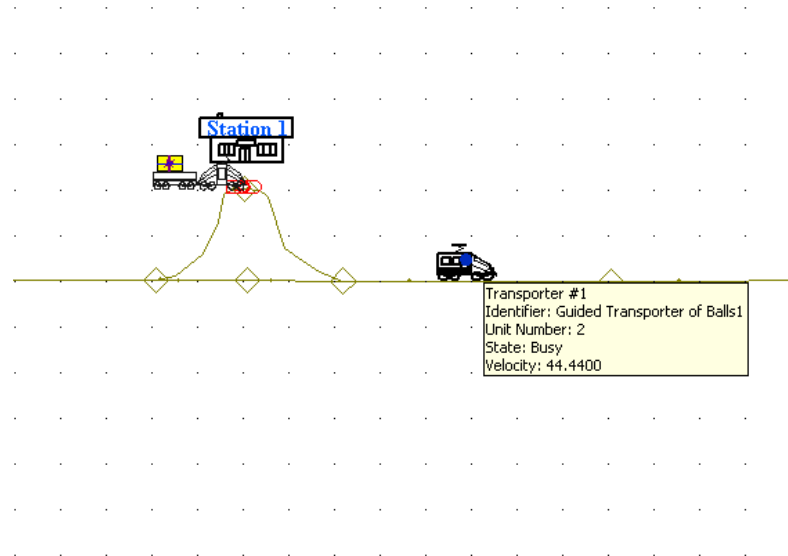 Station 1
Transporter #1
Identifier: Guided Transporter of Balls1
Unit Number: 2
State: Busy
Velocity: 44.4400